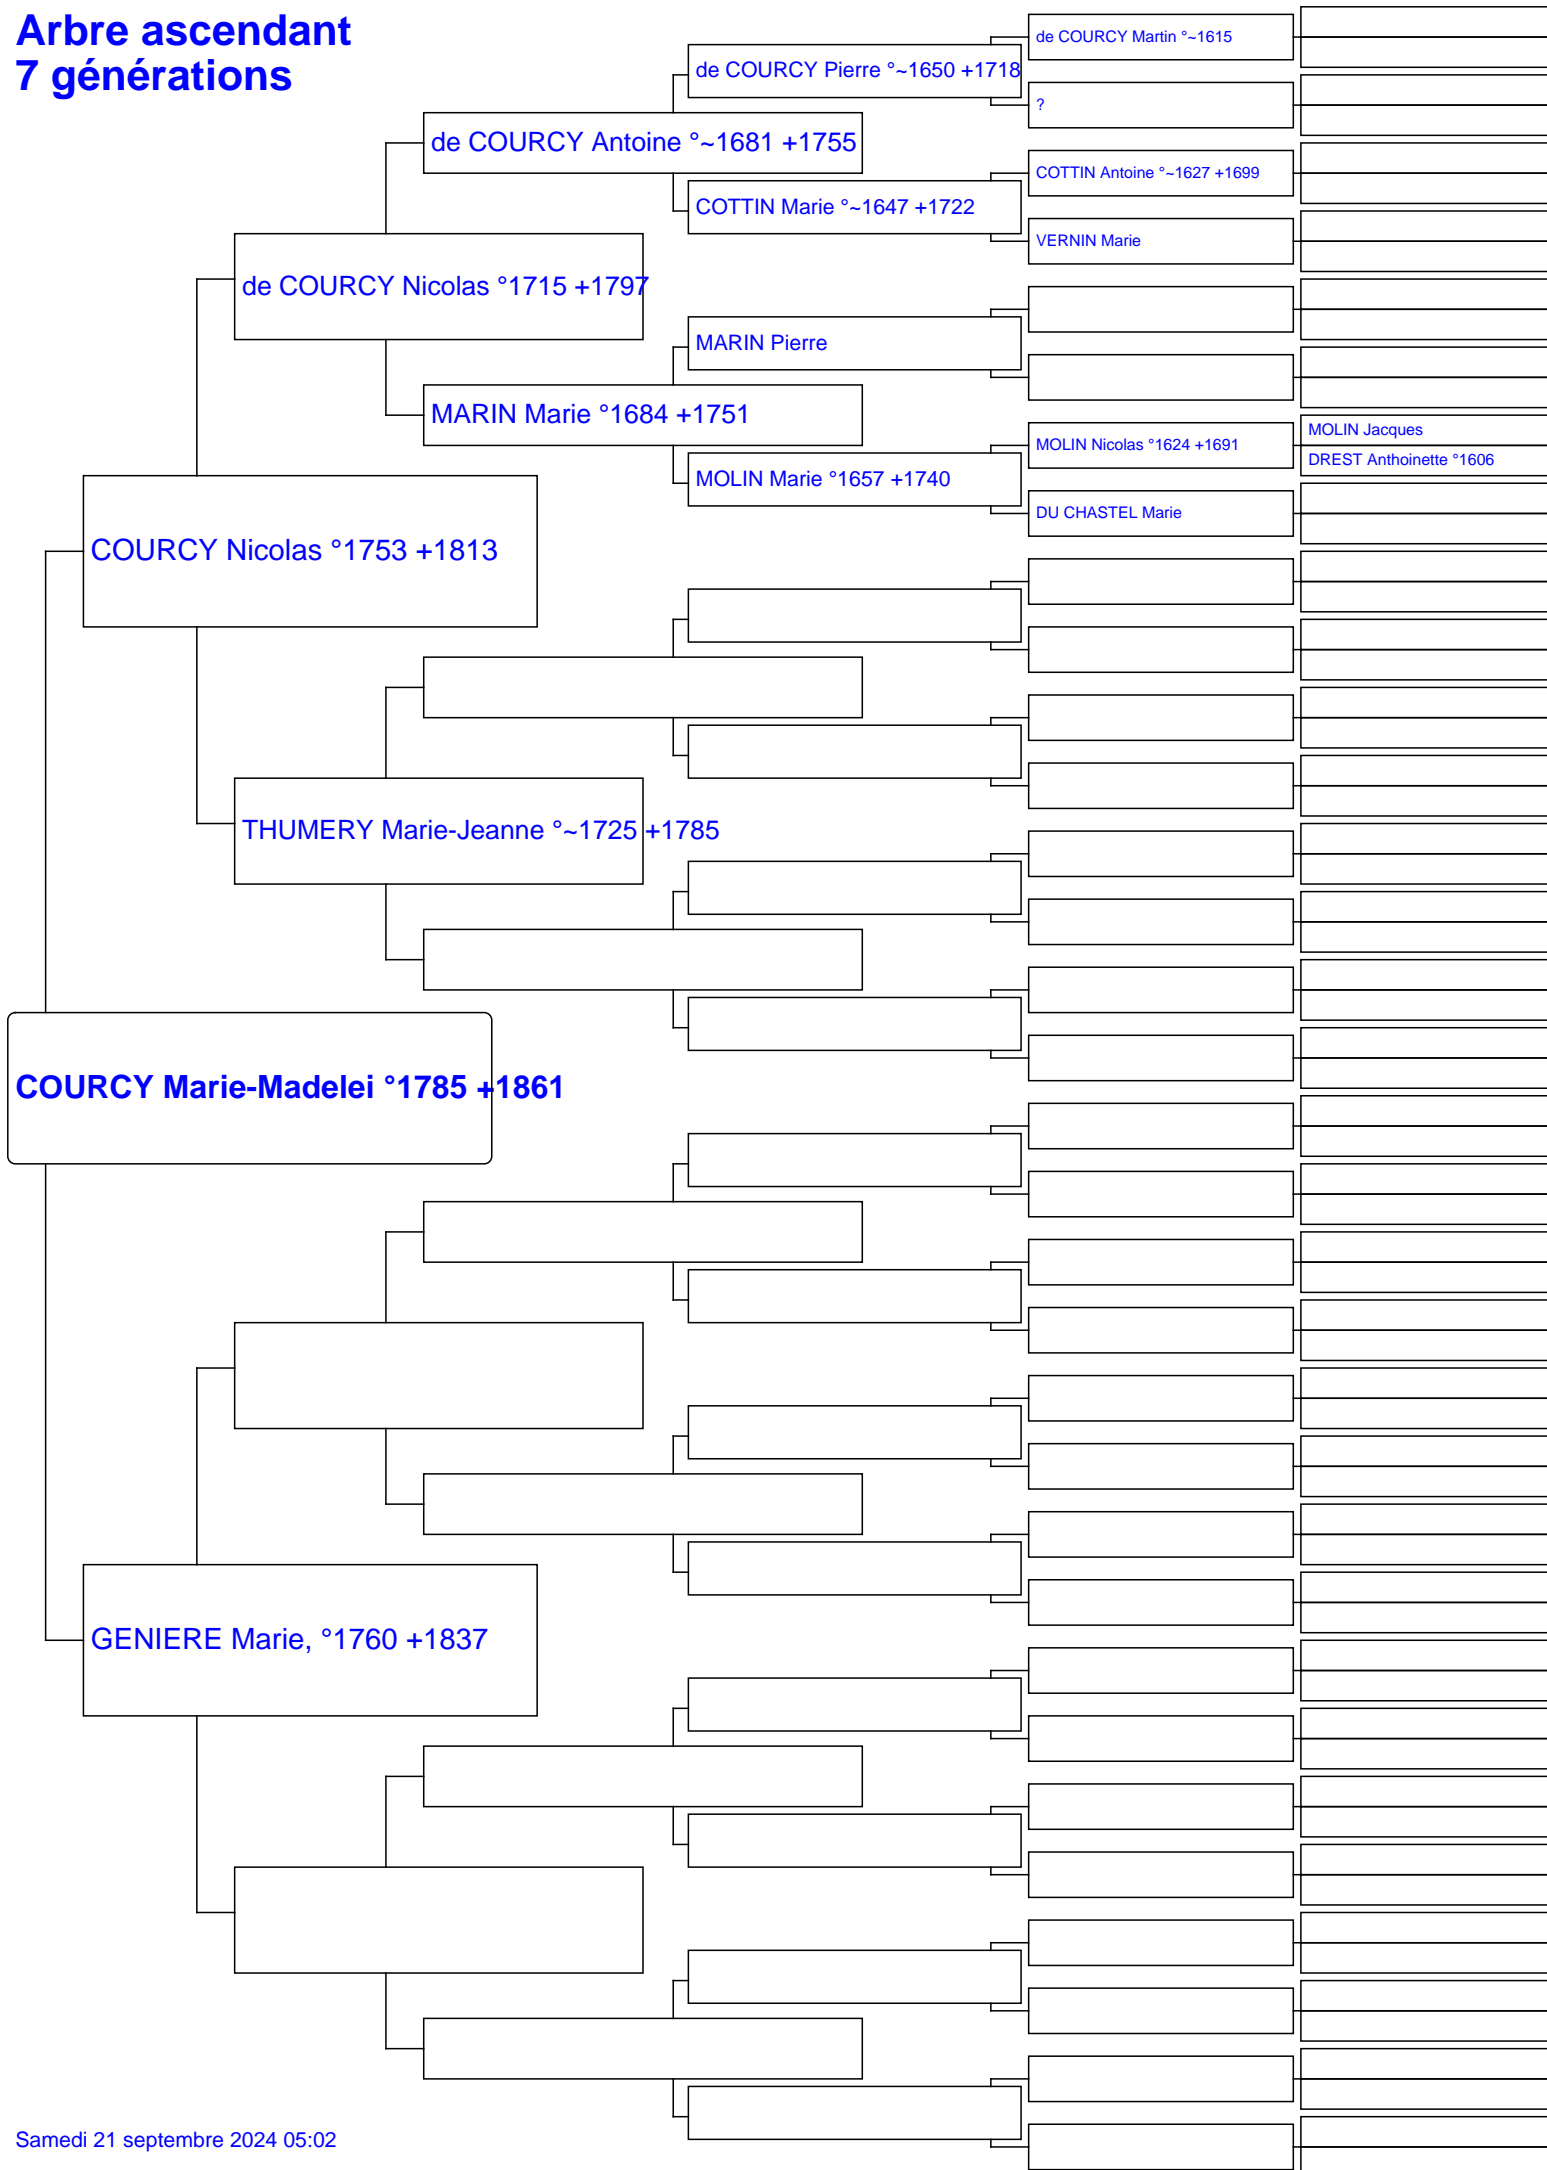 Arbre ascendant
7 générations
de COURCY Martin °~1615
de COURCY Pierre °~1650 +1718
?
de COURCY Antoine °~1681 +1755
COTTIN Antoine °~1627 +1699
COTTIN Marie °~1647 +1722
VERNIN Marie
de COURCY Nicolas °1715 +1797
MARIN Pierre
MARIN Marie °1684 +1751
MOLIN Jacques
MOLIN Nicolas °1624 +1691
DREST Anthoinette °1606
MOLIN Marie °1657 +1740
DU CHASTEL Marie
COURCY Nicolas °1753 +1813
THUMERY Marie-Jeanne °~1725 +1785
COURCY Marie-Madelei °1785 +1861
GENIERE Marie, °1760 +1837
Samedi 21 septembre 2024 05:02